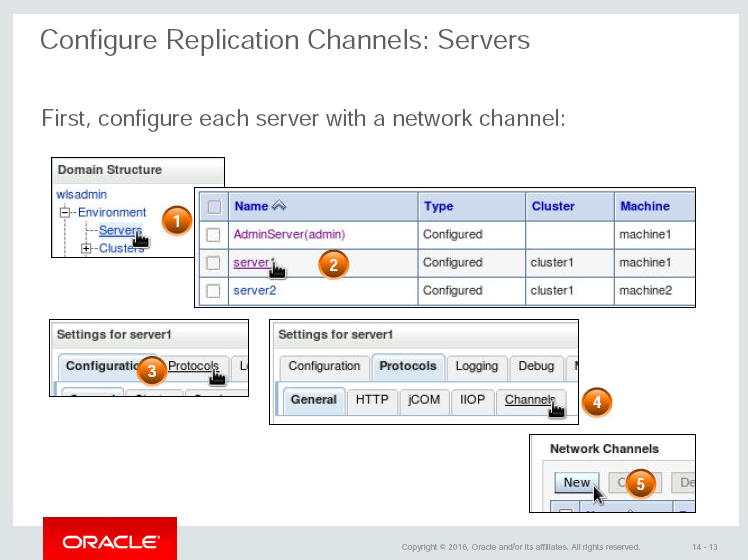 Configure Replication Channels: Servers
First, configure each server with a network channel:
Domain Structure
wlsadmin
Environment
Servers
Clusters
1
Name Type Cluster Machine
AdminServer(admin) Configured machine1
server1 Configured cluster1 machine1
2
server2 Configured cluster1 machine2
Settings for server1
Configuration Protocols
3
General
Settings for server1
Configuration Protocols Logging Debug
General HTTP jCOM IIOP Channels
4
Network Channels
New
5
ORACLE
Copyright © 2016, Oracle and/or its affiliates. All rights reserved.
14 - 13